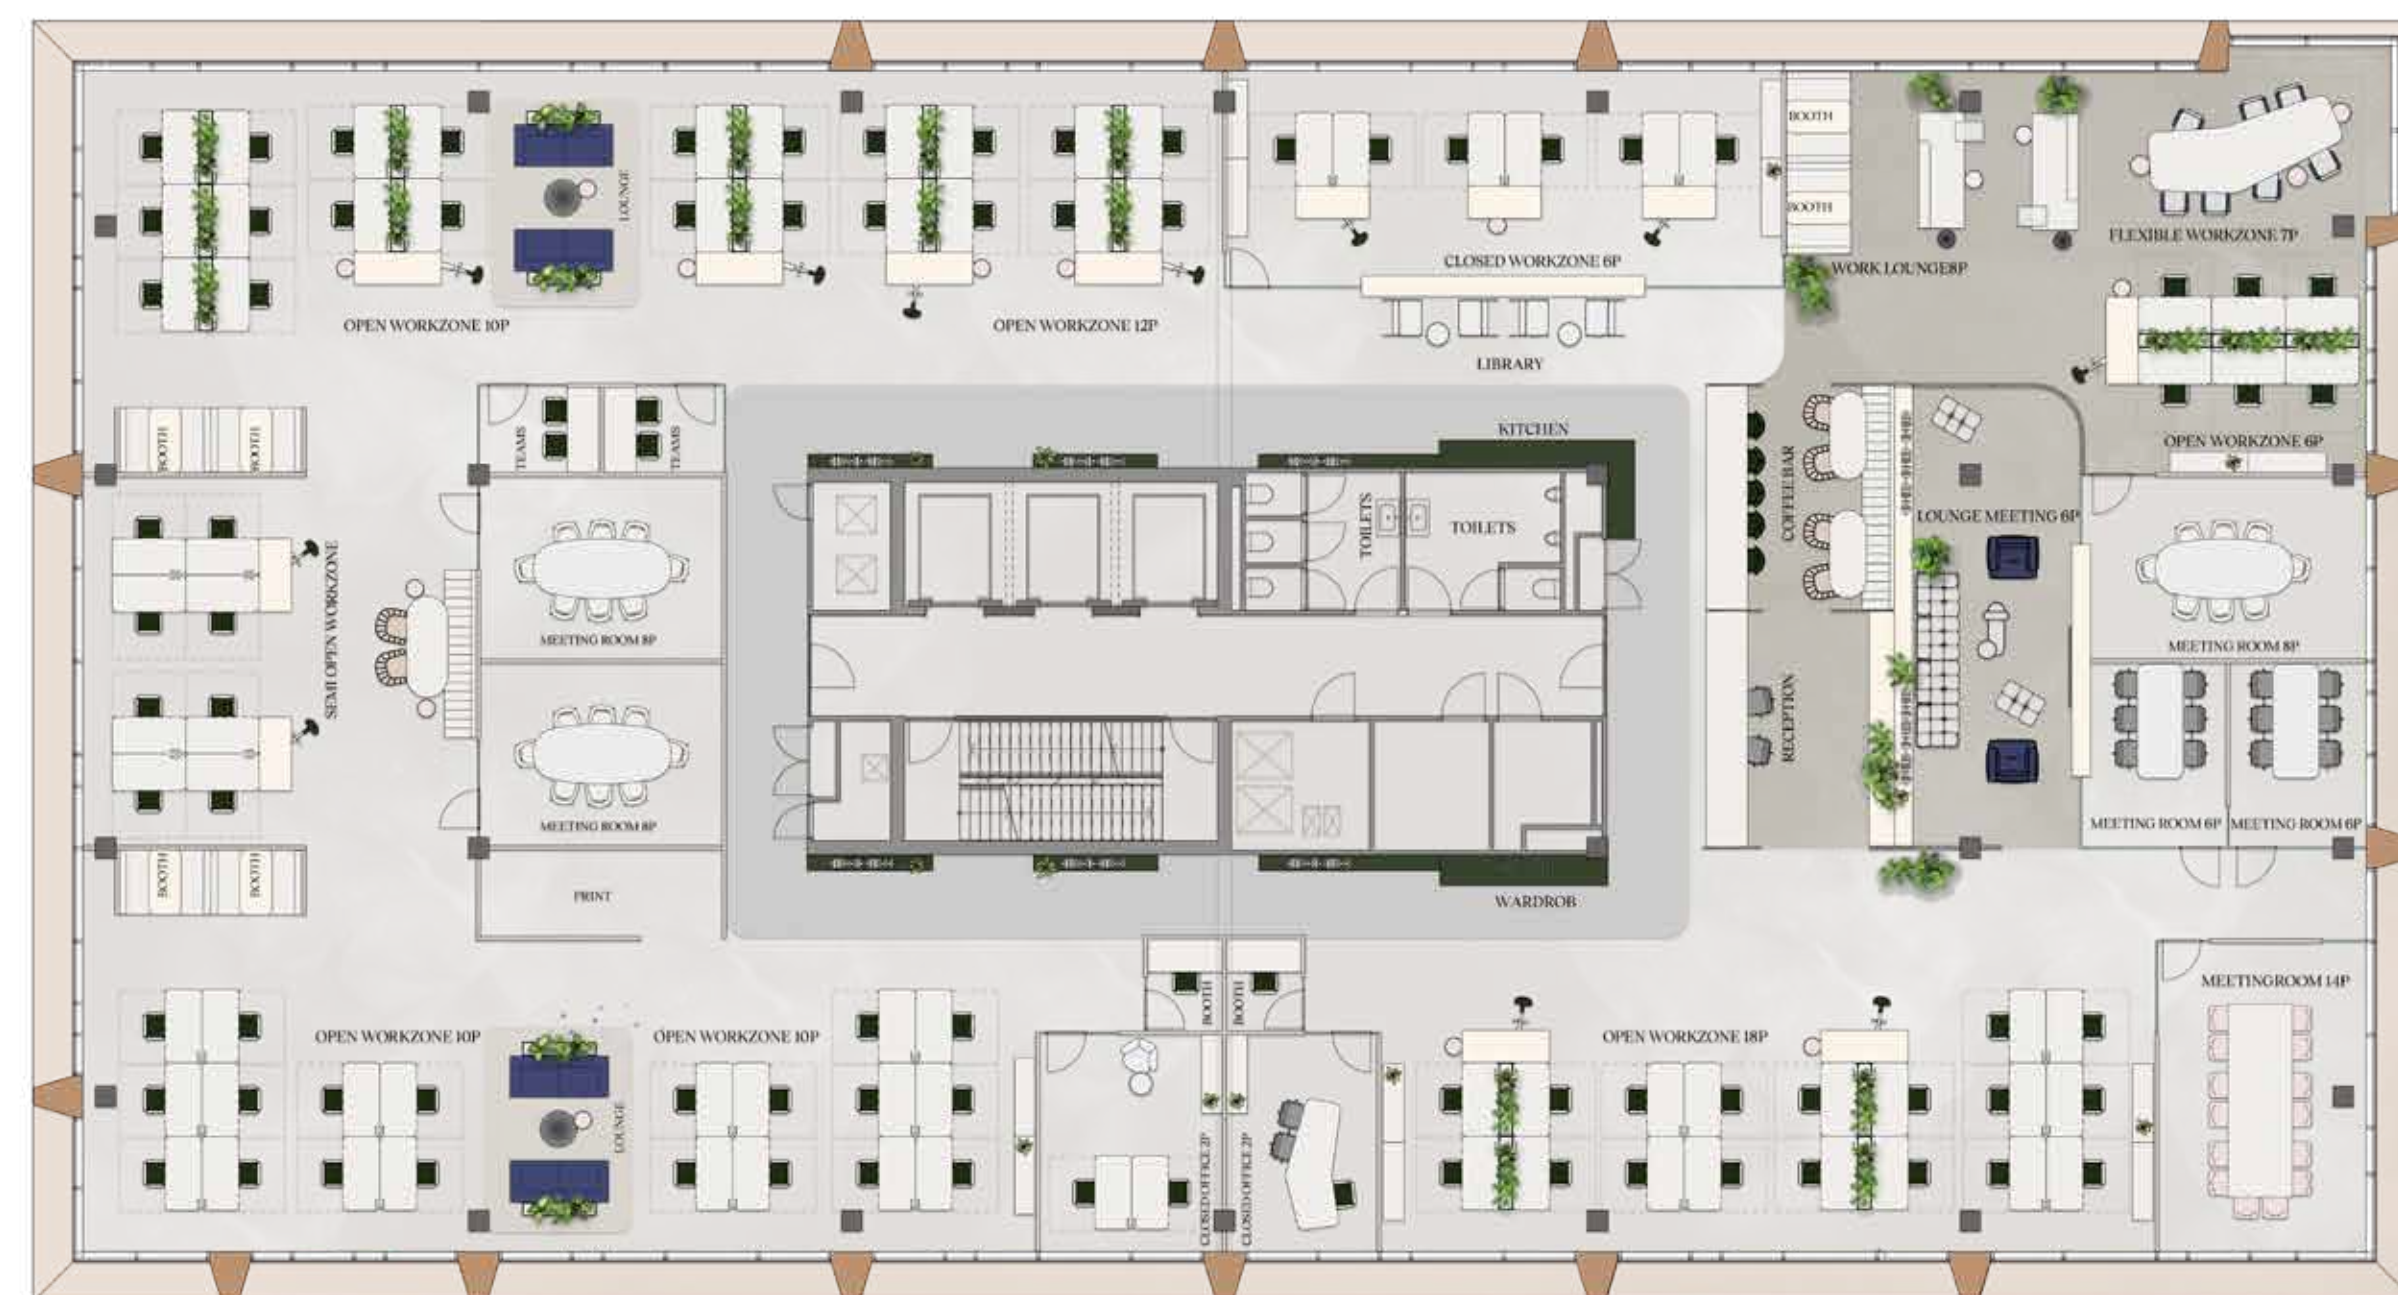 LOUNGE
OPEN WORKZONE 10P
OPEN WORKZONE 12P
CLOSED WORKZONE 6P
LIBRARY
BOOTH
BOOTH
WORK LOUNGE8P
FLEXIBLE WORKZONE 7P
OPEN WORKZONE 6P
BOOTH
BOOTH
TEAMS
TEAMS
SEMI OPEN WORKZONE
MEETING ROOM 8P
MEETING ROOM 8P
PRINT
BOOTH
BOOTH
KITCHEN
TOILETS
TOILETS
WARDROB
COFFEE BAR
RECEPTION
LOUNGE MEETING 6P
MEETING ROOM 8P
MEETING ROOM 6P
MEETING ROOM 6P
MEETINGROOM 14P
OPEN WORKZONE 10P
LOUNGE
OPEN WORKZONE 10P
BOOTH
BOOTH
CLOSED OFFICE 2P
CLOSED OFFICE 2P
OPEN WORKZONE 18P